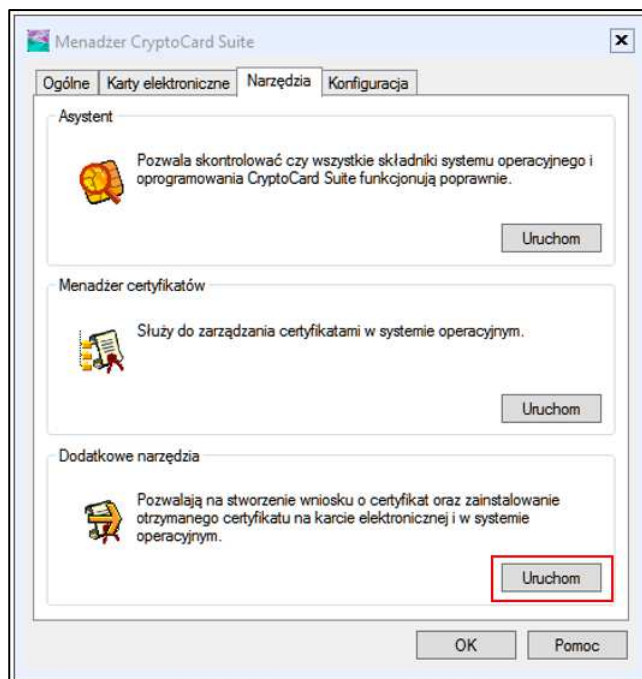 Menadżer CryptoCard Suite
Ogólne Karty elektroniczne Narzędzia Konfiguracja
Asystent
Pozwala skontrolować czy wszystkie składniki systemu operacyjnego i
oprogramowania CryptoCard Suite funkcjonują poprawnie.
Uruchom
Menadżer certyfikatów
Służy do zarządzania certyfikatami w systemie operacyjnym.
Uruchom
Dodatkowe narzędzia
Pozwalają na stworzenie wniosku o certyfikat oraz zainstalowanie
otrzymanego certyfikatu na karcie elektronicznej i w systemie
operacyjnym.
Uruchom
OK Pomoc